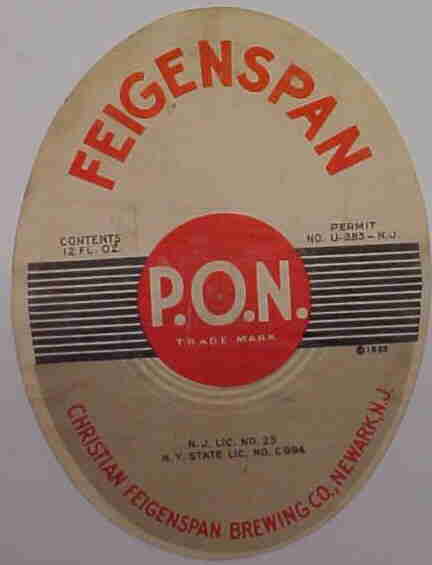 FEIGENSPAN
CONTENTS
12 FL. OZ.
PERMIT
NO. U-383-N.J.
P.O.N.
TRADE MARK
N.J. LIC. NO. 23
N.Y. STATE LIC. NO. C994
CHRISTIAN FEIGENSPAN BREWING CO., NEWARK, N.J.